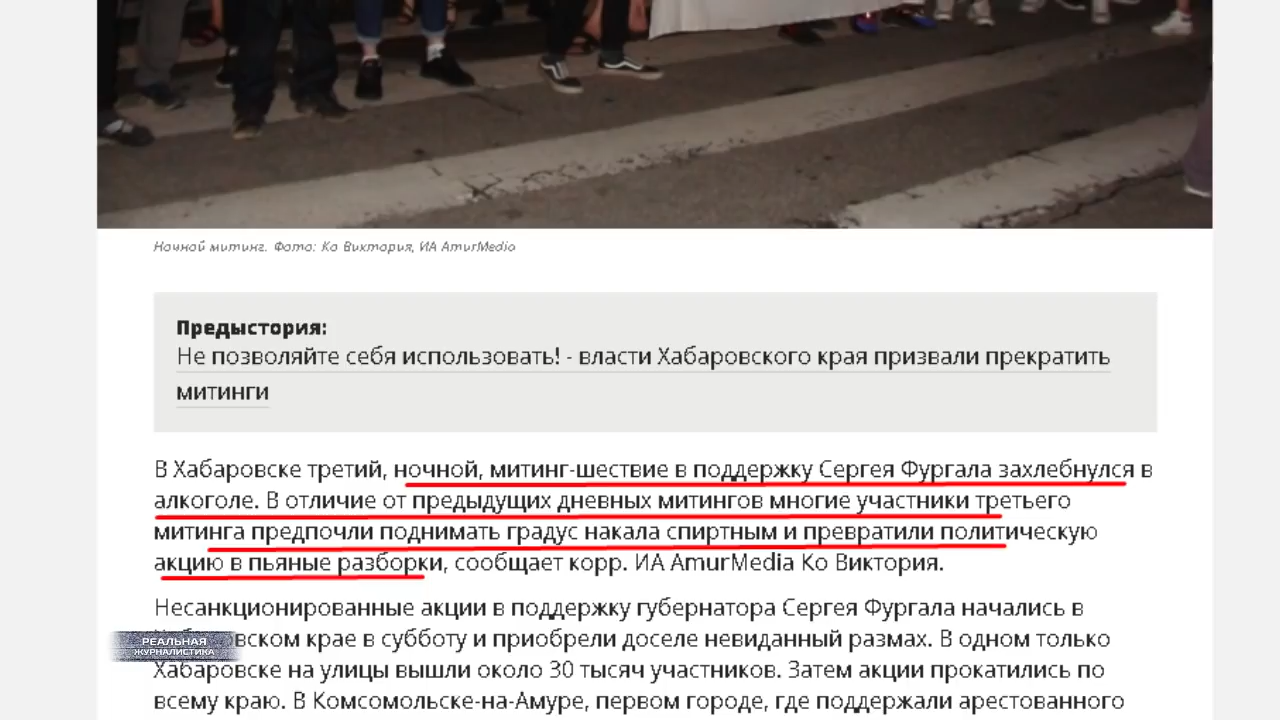 Ночной митинг. Фото: Ко Виктория, ИА AmurMedia
Предыстория:
Не позволяйте себя использовать! - власти Хабаровского края призвали прекратить
митинги
В Хабаровске третий, ночной, митинг-шествие в поддержку Сергея Фургала захлебнулся в
алкоголе. В отличие от предыдущих дневных митингов многие участники третьего
митинга предпочли поднимать градус накала спиртным и превратили политическую
акцию в пьяные разборки, сообщает корр. ИА AmurMedia Ко Виктория.
Несанкционированные акции в поддержку губернатора Сергея Фургала начались в
крае в субботу и приобрели доселе невиданный размах. В одном только
Хабаровске на улицы вышли около 30 тысяч участников. Затем акции прокатились по
всему краю. В Комсомольске-на-Амуре, первом городе, где поддержали арестованного
РЕАЛЬНАЯ
ЖУРНАЛИСТИКА